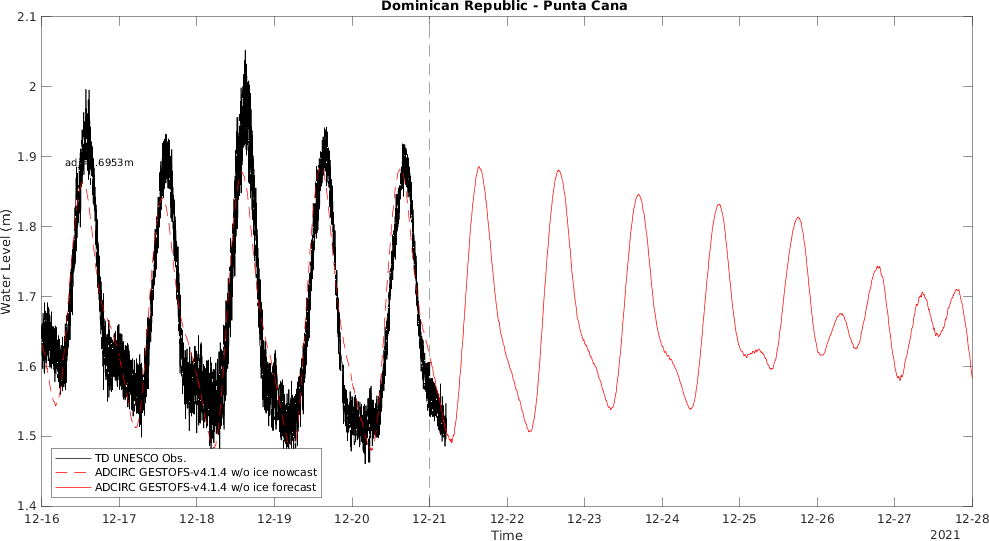 Dominican Republic - Punta Cana
2.1
2
1.9
1.8
1.7
1.6
1.5
1.4
Water Level (m)
TD UNESCO Obs.
ADCIRC GESTOFS-v4.1.4 w/o ice nowcast
ADCIRC GESTOFS-v4.1.4 w/o ice forecast
12-16 12-17 12-18 12-19 12-20 12-21 12-22 12-23 12-24 12-25 12-26 12-27 12-28
Time
2021